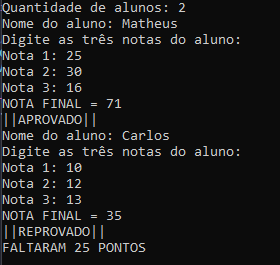 Quantidade de alunos: 2
Nome do aluno: Matheus
Digite as três notas do aluno:
Nota 1: 25
Nota 2: 30
Nota 3: 16
NOTA FINAL = 71
||APROVADO||
Nome do aluno: Carlos
Digite as três notas do aluno:
Nota 1: 10
Nota 2: 12
Nota 3: 13
NOTA FINAL = 35
||REPROVADO||
FALTARAM 25 PONTOS